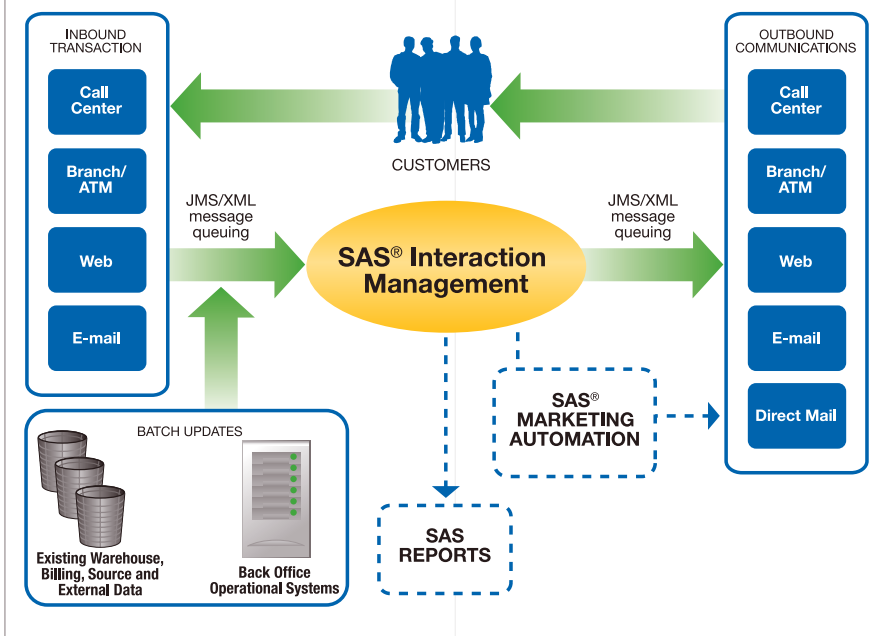 INBOUND
TRANSACTION
Call
Center
Branch/
ATM
Web
E-mail
CUSTOMERS
OUTBOUND
COMMUNICATIONS
Call
Center
Branch/
ATM
Web
E-mail
Direct Mail
JMS/XML
message
queuing
SAS® Interaction
Management
JMS/XML
message
queuing
SAS®
MARKETING
AUTOMATION
SAS
REPORTS
BATCH UPDATES
Existing Warehouse,
Billing, Source and
External Data
Back Office
Operational Systems